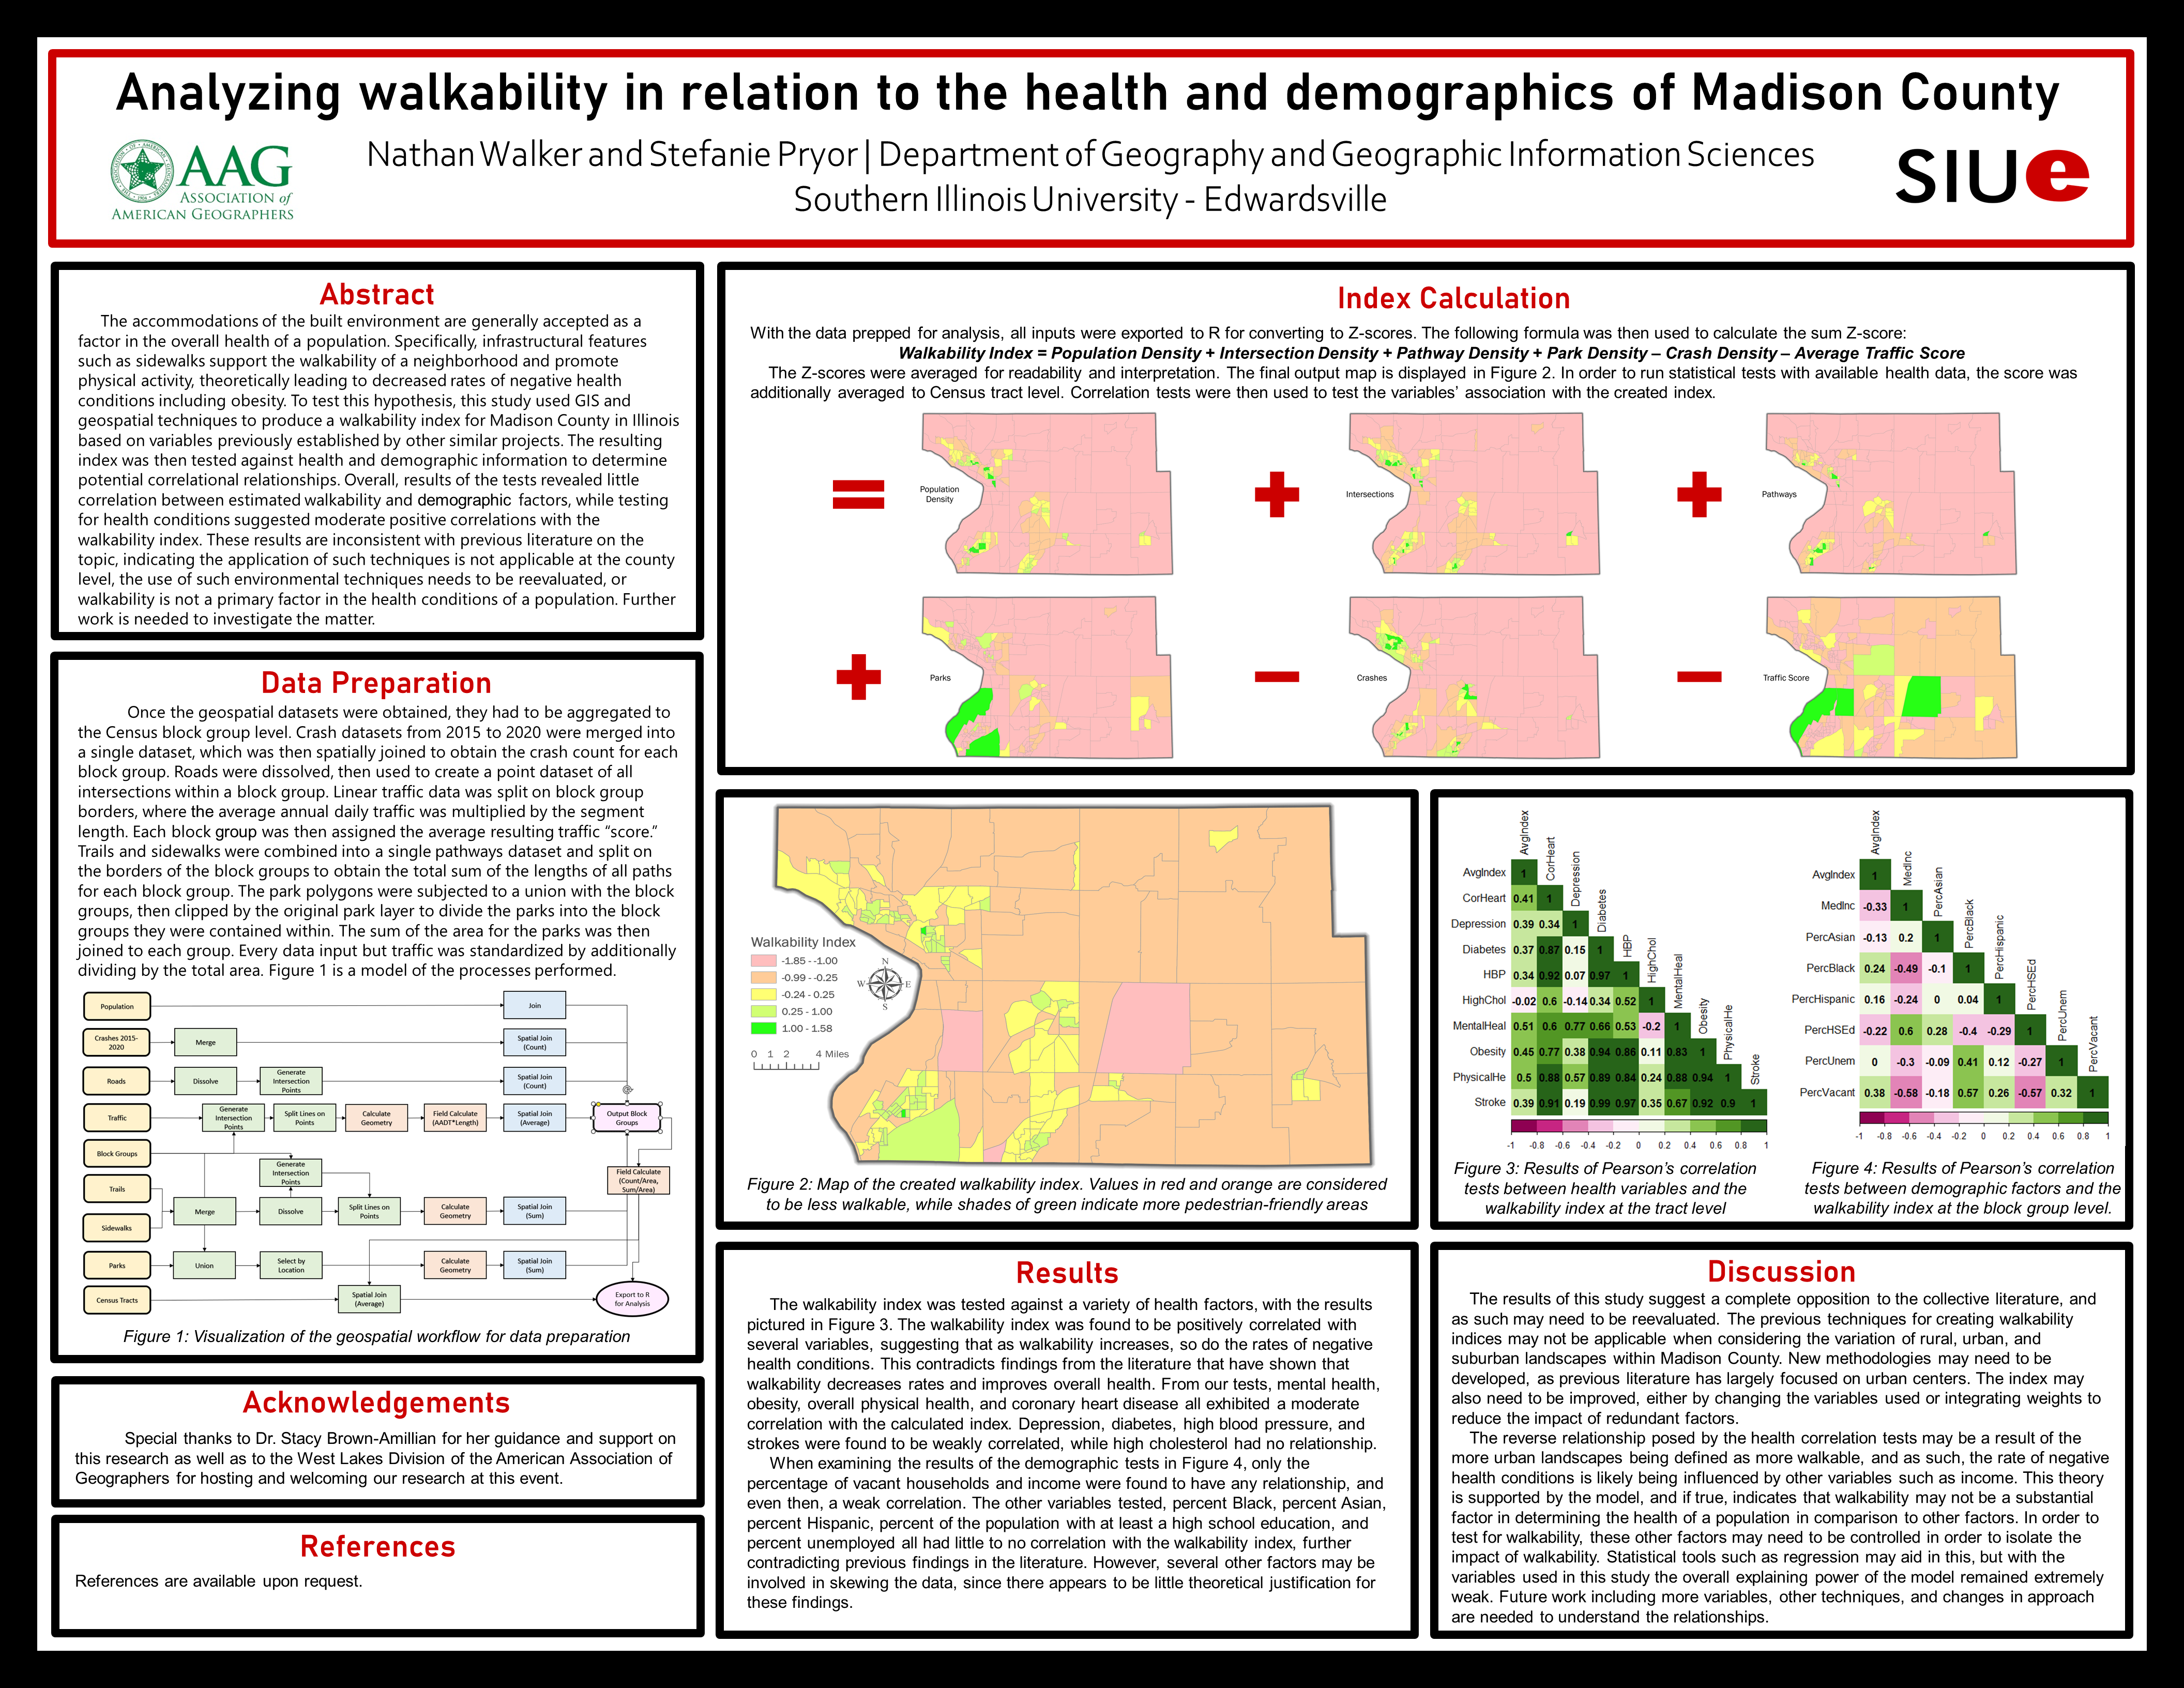 Analyzing walkability in relation to the health and demographics of Madison County
Nathan Walker and Stefanie Pryor | Department of Geography and Geographic Information Sciences
Southern Illinois University - Edwardsville
AAG
ASSOCIATION of
AMERICAN GEOGRAPHERS
SIUe
Abstract
The accommodations of the built environment are generally accepted as a
factor in the overall health of a population. Specifically, infrastructural features
such as sidewalks support the walkability of a neighborhood and promote
physical activity, theoretically leading to decreased rates of negative health
conditions including obesity. To test this hypothesis, this study used GIS and
geospatial techniques to produce a walkability index for Madison County in Illinois
based on variables previously established by other similar projects. The resulting
index was then tested against health and demographic information to determine
potential correlational relationships. Overall, results of the tests revealed little
correlation between estimated walkability and demographic factors, while testing
for health conditions suggested moderate positive correlations with the
walkability index. These results are inconsistent with previous literature on the
topic, indicating the application of such techniques is not applicable at the county
level, the use of such environmental techniques needs to be reevaluated, or
walkability is not a primary factor in the health conditions of a population. Further
work is needed to investigate the matter.
Data Preparation
Once the geospatial datasets were obtained, they had to be aggregated to
the Census block group level. Crash datasets from 2015 to 2020 were merged into
a single dataset, which was then spatially joined to obtain the crash count for each
block group. Roads were dissolved, then used to create a point dataset of all
intersections within a block group. Linear traffic data was split on block group
borders, where the average annual daily traffic was multiplied by the segment
length. Each block group was then assigned the average resulting traffic “score.”
Trails and sidewalks were combined into a single pathways dataset and split on
the borders of the block groups to obtain the total sum of the lengths of all paths
for each block group. The park polygons were subjected to a union with the block
groups, then clipped by the original park layer to divide the parks into the block
groups they were contained within. The sum of the area for the parks was then
joined to each group. Every data input but traffic was standardized by additionally
dividing by the total area. Figure 1 is a model of the processes performed.
Population
Join
Crashes 2015-
2020
Merge
Spatial Join
(Count)
Roads
Dissolve
Generate
Intersection
Points
Spatial Join
(Count)
Traffic
Generate
Intersection
Points
Split Lines on
Points
Calculate
Geometry
Field Calculate
(AADT*Length)
Spatial Join
(Average)
Output Block
Groups
Block Groups
Generate
Intersection
Points
Field Calculate
(Count/Area,
Sum/Area)
Trails
Sidewalks
Merge
Dissolve
Split Lines on
Points
Calculate
Geometry
Spatial Join
(Sum)
Parks
Union
Select by
Location
Calculate
Geometry
Spatial Join
(Sum)
Census Tracts
Spatial Join
(Average)
Export to R
for Analysis
Figure 1: Visualization of the geospatial workflow for data preparation
Acknowledgements
Special thanks to Dr. Stacy Brown-Amillian for her guidance and support on
this research as well as to the West Lakes Division of the American Association of
Geographers for hosting and welcoming our research at this event.
References
References are available upon request.
Index Calculation
With the data prepped for analysis, all inputs were exported to R for converting to Z-scores. The following formula was then used to calculate the sum Z-score:
Walkability Index = Population Density + Intersection Density + Pathway Density + Park Density – Crash Density – Average Traffic Score
The Z-scores were averaged for readability and interpretation. The final output map is displayed in Figure 2. In order to run statistical tests with available health data, the score was
additionally averaged to Census tract level. Correlation tests were then used to test the variables’ association with the created index.
=
Population
Density
+
Intersections
+
Pathways
+
Parks
–
Crashes
–
Traffic Score
Walkability Index
-1.85 - -1.00
-0.99 - -0.25
-0.24 - 0.25
0.25 - 1.00
1.00 - 1.58
N
W
E
S
0 1 2 4 Miles
Figure 2: Map of the created walkability index. Values in red and orange are considered
to be less walkable, while shades of green indicate more pedestrian-friendly areas
AvgIndex
CorHeart
Depression
Diabetes
HBP
HighChol
MentalHeal
Obesity
PhysicalHe
Stroke
AvgIndex 1
CorHeart 0.41 1
Depression 0.39 0.34 1
Diabetes 0.37 0.87 0.15 1
HBP 0.34 0.92 0.07 0.97 1
HighChol -0.02 0.6 -0.14 0.34 0.52 1
MentalHeal 0.51 0.6 0.77 0.66 0.53 -0.2 1
Obesity 0.45 0.77 0.38 0.94 0.86 0.11 0.83 1
PhysicalHe 0.5 0.88 0.57 0.89 0.84 0.24 0.88 0.94 1
Stroke 0.39 0.91 0.19 0.99 0.97 0.35 0.67 0.92 0.9 1
-1 -0.8 -0.6 -0.4 -0.2 0 0.2 0.4 0.6 0.8 1
Figure 3: Results of Pearson’s correlation
tests between health variables and the
walkability index at the tract level
AvgIndex
MedInc
PercAsian
PercBlack
PercHispanic
PercHSEd
PercUnem
PercVacant
AvgIndex 1
MedInc -0.33 1
PercAsian -0.13 0.2 1
PercBlack 0.24 -0.49 -0.1 1
PercHispanic 0.16 -0.24 0 0.04 1
PercHSEd -0.22 0.6 0.28 -0.4 -0.29 1
PercUnem 0 -0.3 -0.09 0.41 0.12 -0.27 1
PercVacant 0.38 -0.58 -0.18 0.57 0.26 -0.57 0.32 1
-1 -0.8 -0.6 -0.4 -0.2 0 0.2 0.4 0.6 0.8 1
Figure 4: Results of Pearson’s correlation
tests between demographic factors and the
walkability index at the block group level.
Results
The walkability index was tested against a variety of health factors, with the results
pictured in Figure 3. The walkability index was found to be positively correlated with
several variables, suggesting that as walkability increases, so do the rates of negative
health conditions. This contradicts findings from the literature that have shown that
walkability decreases rates and improves overall health. From our tests, mental health,
obesity, overall physical health, and coronary heart disease all exhibited a moderate
correlation with the calculated index. Depression, diabetes, high blood pressure, and
strokes were found to be weakly correlated, while high cholesterol had no relationship.
When examining the results of the demographic tests in Figure 4, only the
percentage of vacant households and income were found to have any relationship, and
even then, a weak correlation. The other variables tested, percent Black, percent Asian,
percent Hispanic, percent of the population with at least a high school education, and
percent unemployed all had little to no correlation with the walkability index, further
contradicting previous findings in the literature. However, several other factors may be
involved in skewing the data, since there appears to be little theoretical justification for
these findings.
Discussion
The results of this study suggest a complete opposition to the collective literature, and
as such may need to be reevaluated. The previous techniques for creating walkability
indices may not be applicable when considering the variation of rural, urban, and
suburban landscapes within Madison County. New methodologies may need to be
developed, as previous literature has largely focused on urban centers. The index may
also need to be improved, either by changing the variables used or integrating weights to
reduce the impact of redundant factors.
The reverse relationship posed by the health correlation tests may be a result of the
more urban landscapes being defined as more walkable, and as such, the rate of negative
health conditions is likely being influenced by other variables such as income. This theory
is supported by the model, and if true, indicates that walkability may not be a substantial
factor in determining the health of a population in comparison to other factors. In order to
test for walkability, these other factors may need to be controlled in order to isolate the
impact of walkability. Statistical tools such as regression may aid in this, but with the
variables used in this study the overall explaining power of the model remained extremely
weak. Future work including more variables, other techniques, and changes in approach
are needed to understand the relationships.